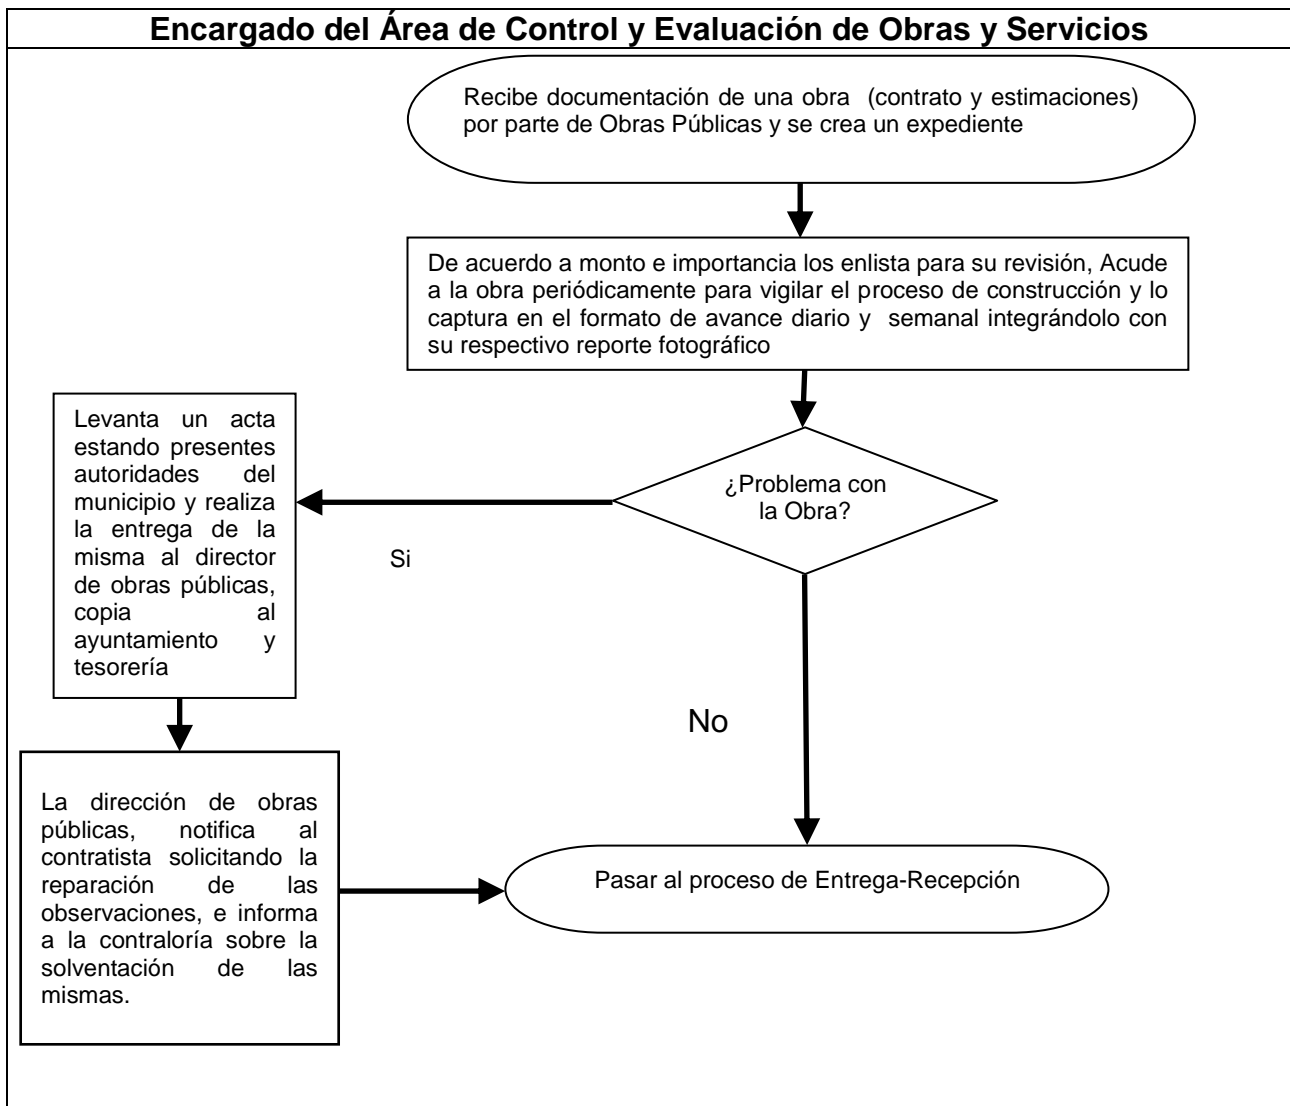 Encargado del Área de Control y Evaluación de Obras y Servicios
Recibe documentación de una obra (contrato y estimaciones)
por parte de Obras Públicas y se crea un expediente
De acuerdo a monto e importancia los enlista para su revisión, Acude
a la obra periódicamente para vigilar el proceso de construcción y lo
captura en el formato de avance diario y semanal integrándolo con
su respectivo reporte fotográfico
¿Problema con
la Obra?
Si
Levanta un acta
estando presentes
autoridades del
municipio y realiza
la entrega de la
misma al director
de obras públicas,
copia al
ayuntamiento y
tesorería
No
La dirección de obras
públicas, notifica al
contratista solicitando la
reparación de las
observaciones, e informa
a la contraloría sobre la
solventación de las
mismas.
Pasar al proceso de Entrega-Recepción